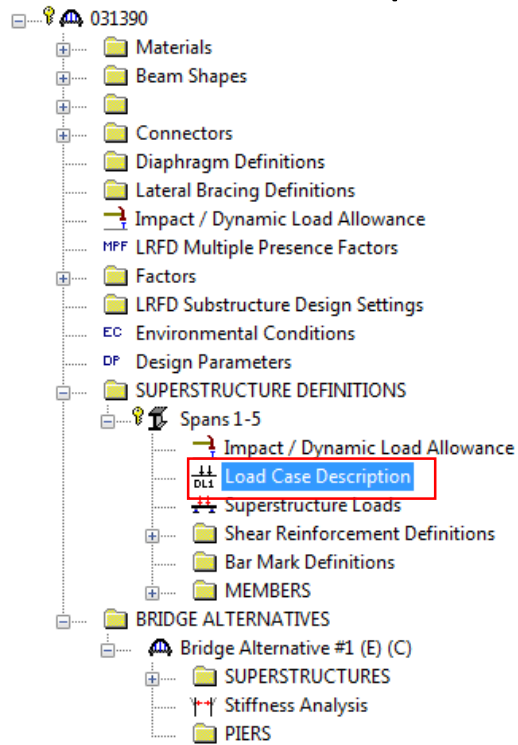 031390
Materials
Beam Shapes
Connectors
Diaphragm Definitions
Lateral Bracing Definitions
Impact / Dynamic Load Allowance
MPF LRFD Multiple Presence Factors
Factors
LRFD Substructure Design Settings
EC Environmental Conditions
DP Design Parameters
SUPERSTRUCTURE DEFINITIONS
Spans 1-5
Impact / Dynamic Load Allowance
DL1 Load Case Description
Superstructure Loads
Shear Reinforcement Definitions
Bar Mark Definitions
MEMBERS
BRIDGE ALTERNATIVES
Bridge Alternative #1 (E) (C)
SUPERSTRUCTURES
Stiffness Analysis
PIERS